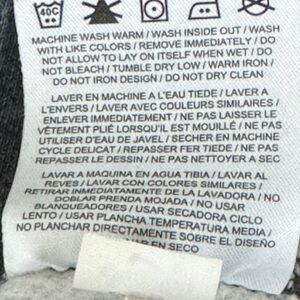 40C
MACHINE WASH WARM / WASH INSIDE OUT / WASH
WITH LIKE COLORS / REMOVE IMMEDIATELY / DO
NOT ALLOW TO LAY ON ITSELF WHEN WET / DO
NOT BLEACH / TUMBLE DRY LOW / WARM IRON /
DO NOT IRON DESIGN / DO NOT DRY CLEAN
LAVER EN MACHINE A L'EAU TIEDE / LAVER A
L'ENVERS / LAVER AVEC COULEURS SIMILAIRES /
ENLEVER IMMEDIATEMENT / NE PAS LAISSER LE
VÊTEMENT PLIÉ LORSQU'IL EST MOUILLÉ / NE PAS
UTILISER D'EAU DE JAVEL / SECHER EN MACHINE
CYCLE DELICAT / REPASSER FER TIEDE / NE PAS
REPASSER LE DESSIN / NE PAS NETTOYER A SEC
LAVAR A MAQUINA EN AGUA TIBIA / LAVAR AL
REVES / LAVAR CON COLORES SIMILARES /
RETIRAR IMMEDIATAMENTE DE LA LAVADORA / NO
DOBLAR PRENDA MOJADA / NO USAR
BLANQUEADORES / USAR SECADORA CICLO
LENTO / USAR PLANCHA TEMPERATURA MEDIA /
NO PLANCHAR DIRECTAMENTE SOBRE EL DISEÑO /
EN SECO